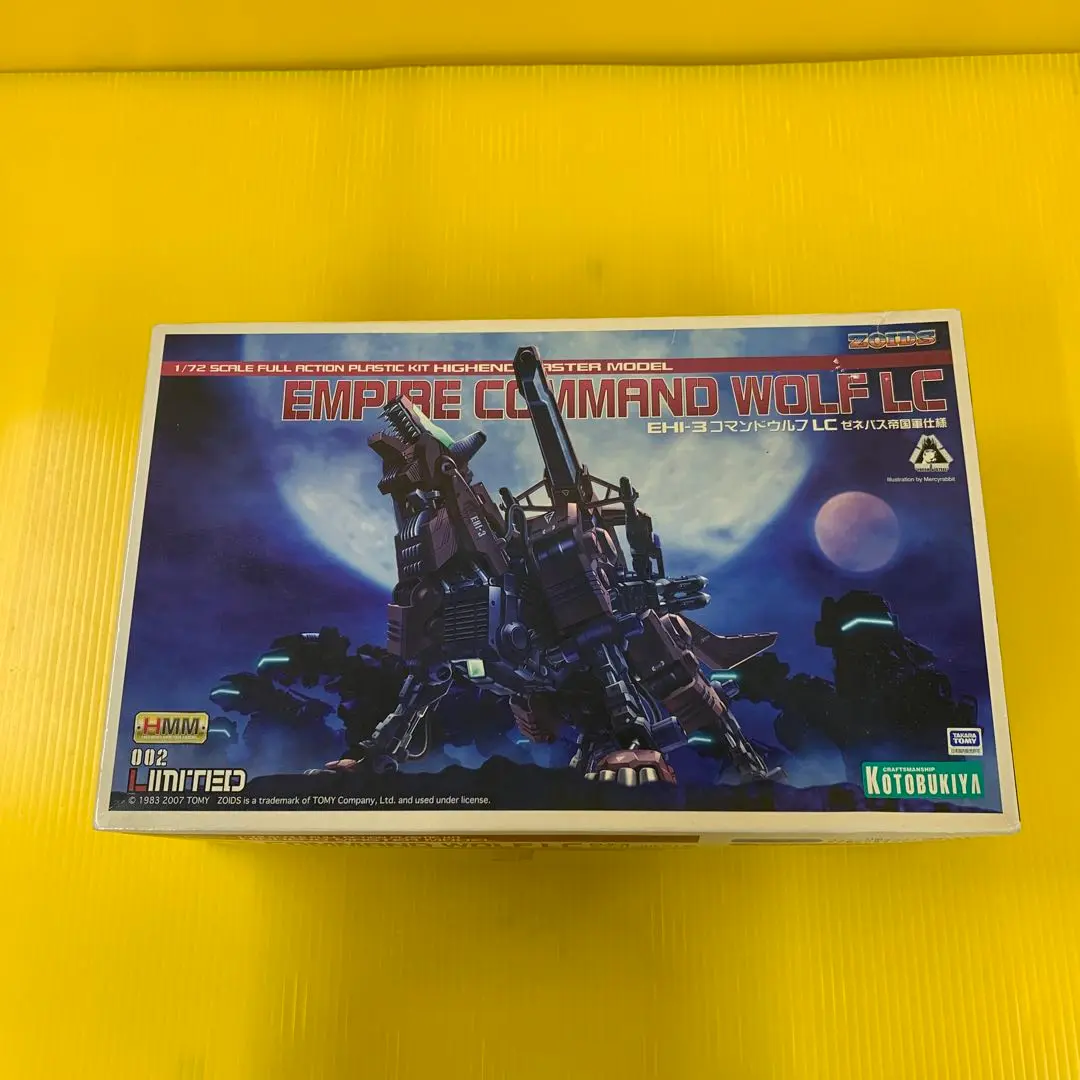 ZOIDS
1/72 SCALE FULL ACTION PLASTIC KIT HIGHEND MASTER MODEL
EMPIRE COMMAND WOLF LC
EHI-3 コマンドウルフ LC ゼネバス帝国軍仕様
Illustration by Mercyrabbit
EHI-3
HMM
002
LIMITED
TAKARA
TOMY
CRAFTSMANSHIP
KOTOBUKIYA
© 1983 2007 TOMY ZOIDS is a trademark of TOMY Company, Ltd. and used under license.